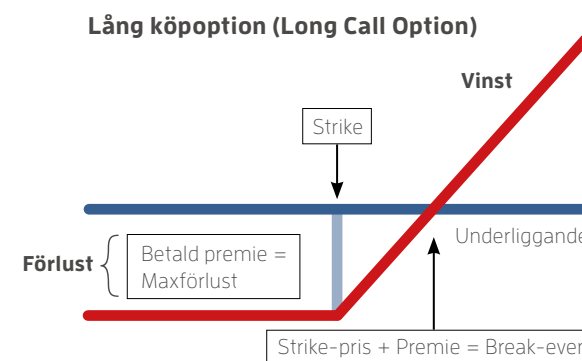 Lång köpoption (Long Call Option)
Vinst
Strike
Underliggande
Förlust
Betald premie =
Maxförlust
Strike-pris + Premie = Break-even